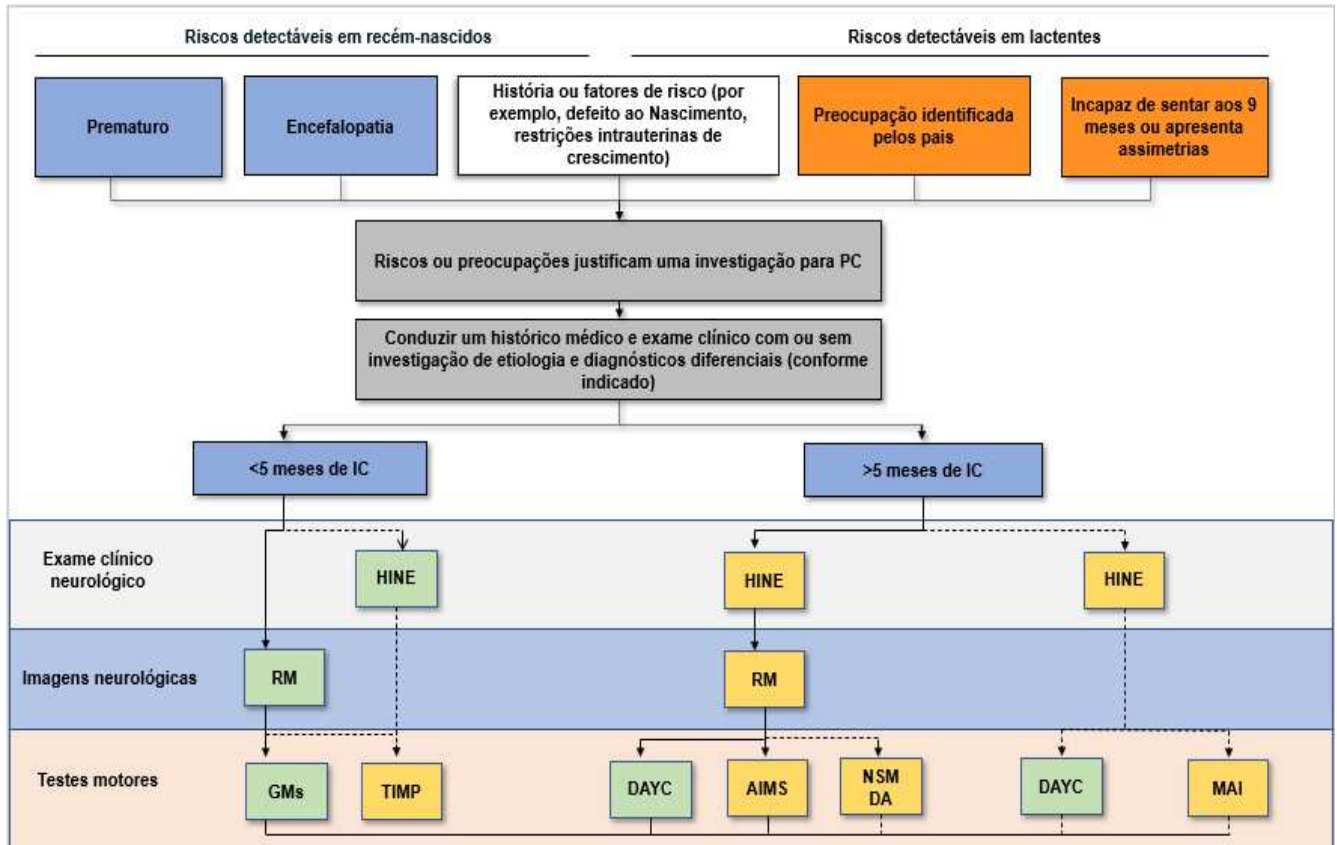 Riscos detectáveis em recém-nascidos
Riscos detectáveis em lactentes
Prematuro
Encefalopatia
História ou fatores de risco (por
exemplo, defeito ao Nascimento,
restrições intrauterinas de
crescimento)
Preocupação identificada
pelos pais
Incapaz de sentar aos 9
meses ou apresenta
assimetrias
Riscos ou preocupações justificam uma investigação para PC
Conduzir um histórico médico e exame clínico com ou sem
investigação de etiologia e diagnósticos diferenciais (conforme
indicado)
<5 meses de IC
>5 meses de IC
Exame clínico
neurológico
HINE
HINE
HINE
Imagens neurológicas
RM
RM
Testes motores
GMs
TIMP
DAYC
AIMS
NSM
DA
DAYC
MAI